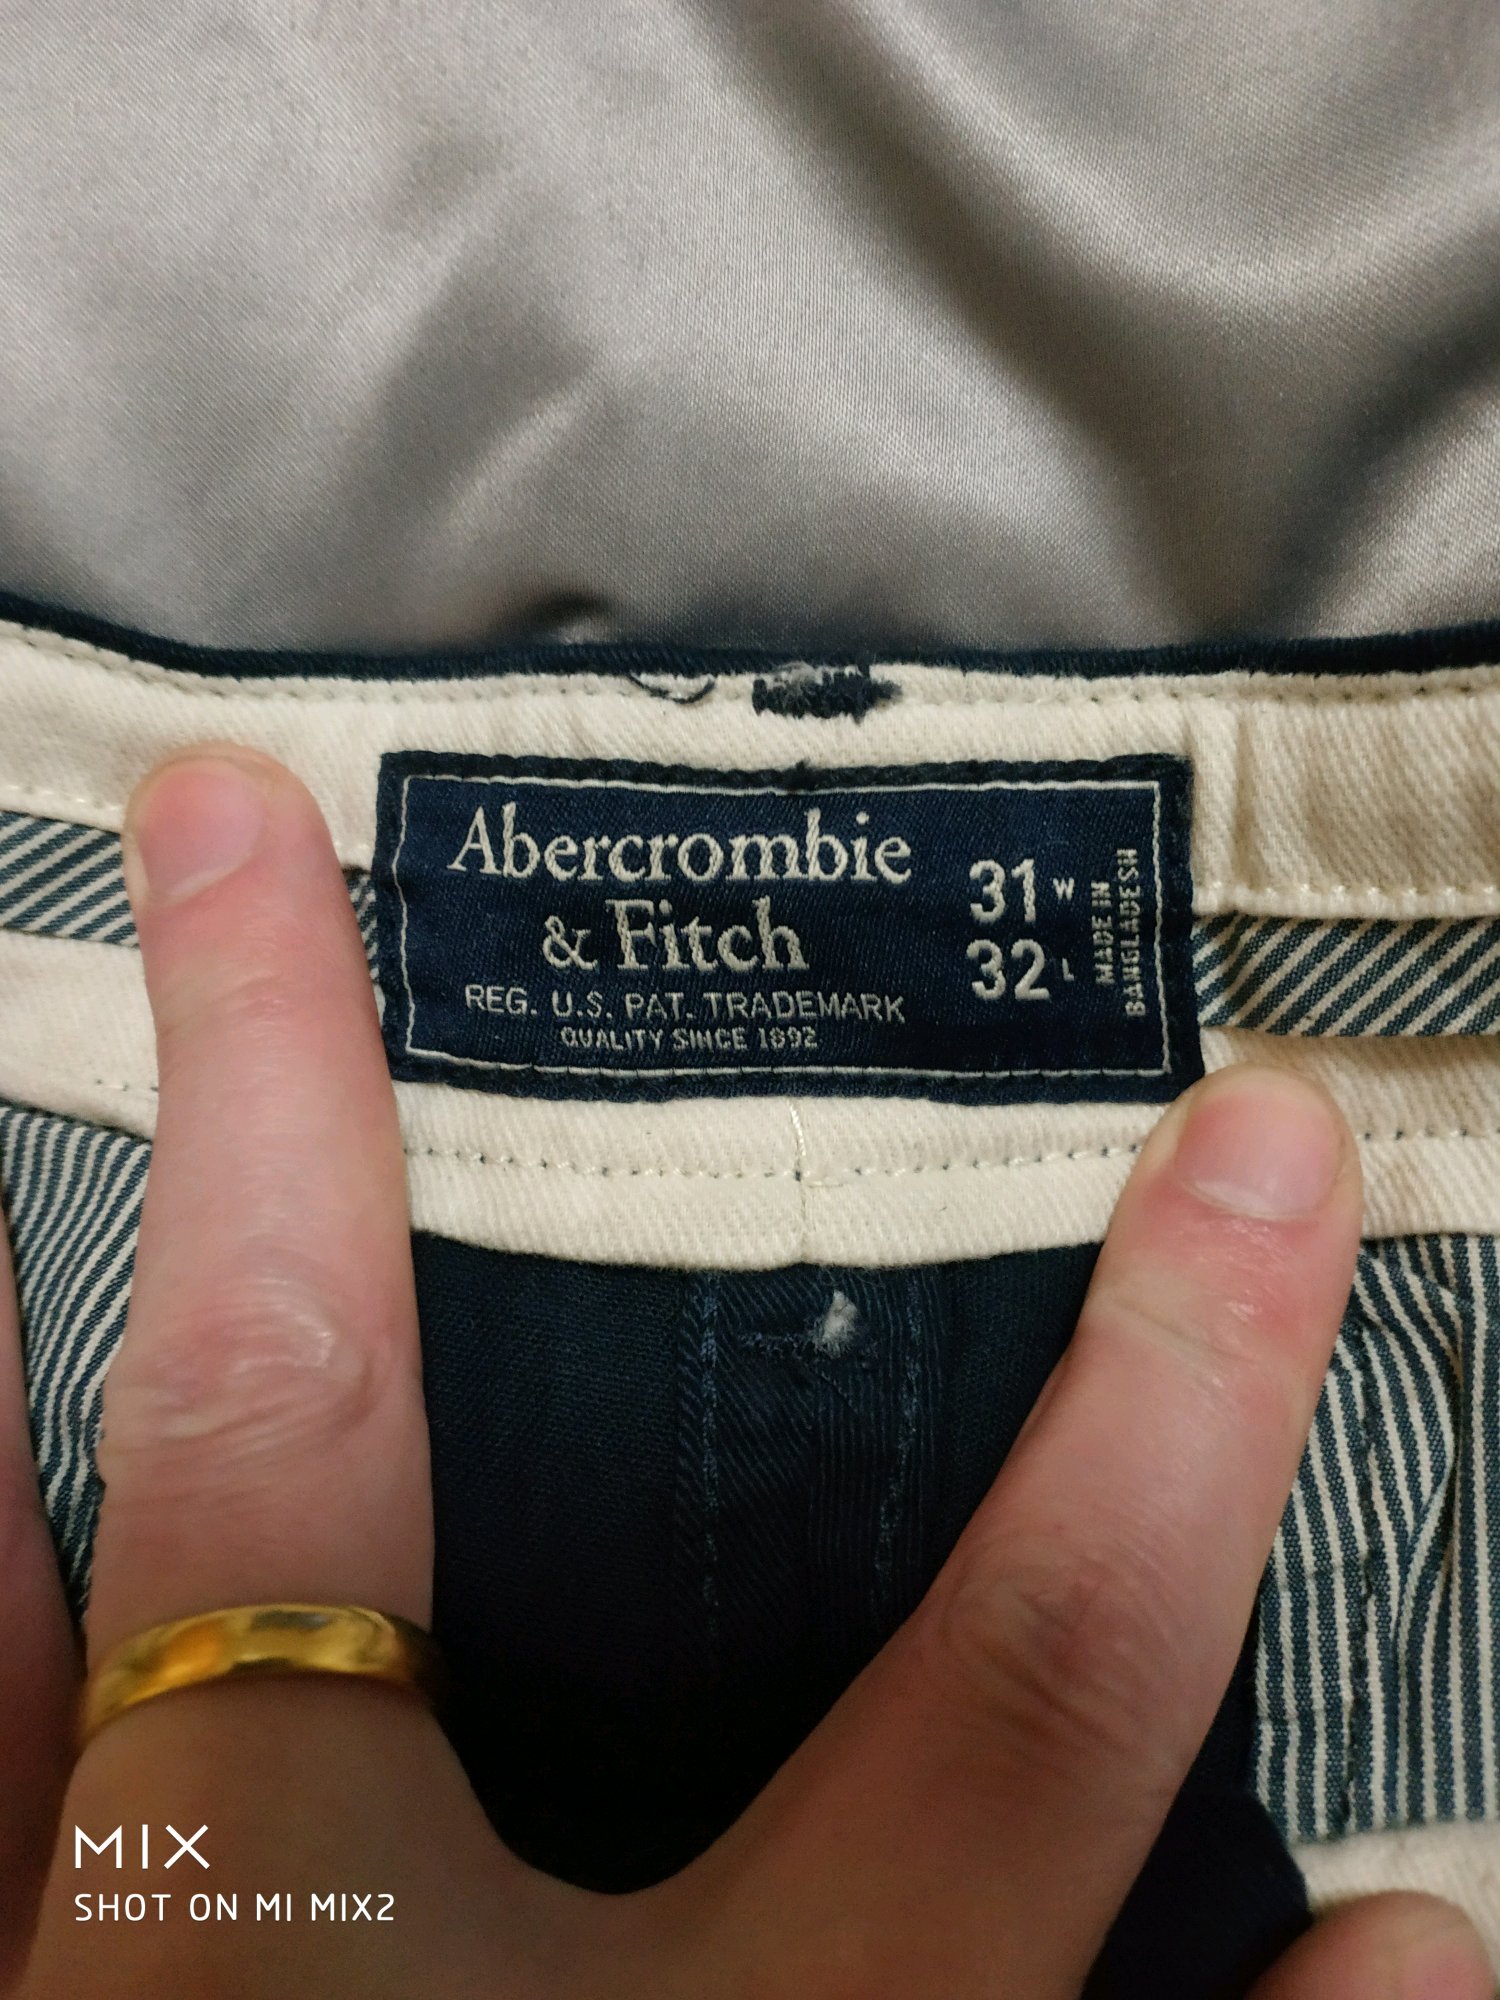 Abercrombie
& Fitch
REG. U.S. PAT. TRADEMARK
QUALITY SINCE 1892
31 W
32 L
MADE IN
BANGLADESH
MIX
SHOT ON MI MIX2